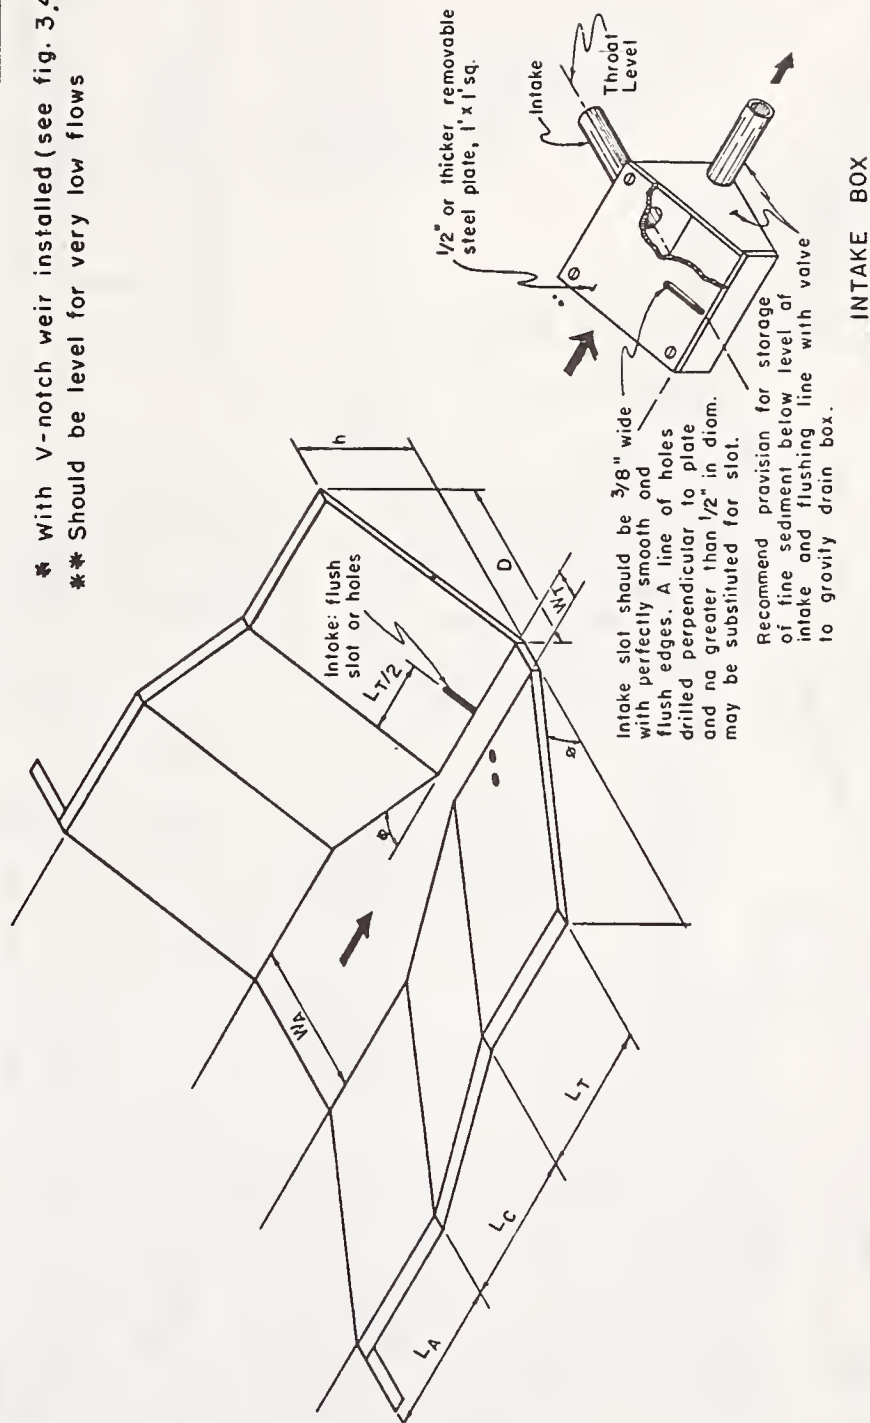 * With V-notch weir installed (see fig. 3,4
** Should be level for very low flows
1/2" or thicker removable
steel plate, 1' x 1' sq.
Intake
Throat
Level
Intake: flush
slot or holes
LT/2
h
D
WT
ø
ø
WA
LA
LC
LT
Intake slot should be 3/8" wide
with perfectly smooth and
flush edges. A line of holes
drilled perpendicular to plate
and no greater than 1/2" in diam.
may be substituted for slot.
Recommend provision for storage
of fine sediment below level of
intake and flushing line with valve
to gravity drain box.
INTAKE BOX